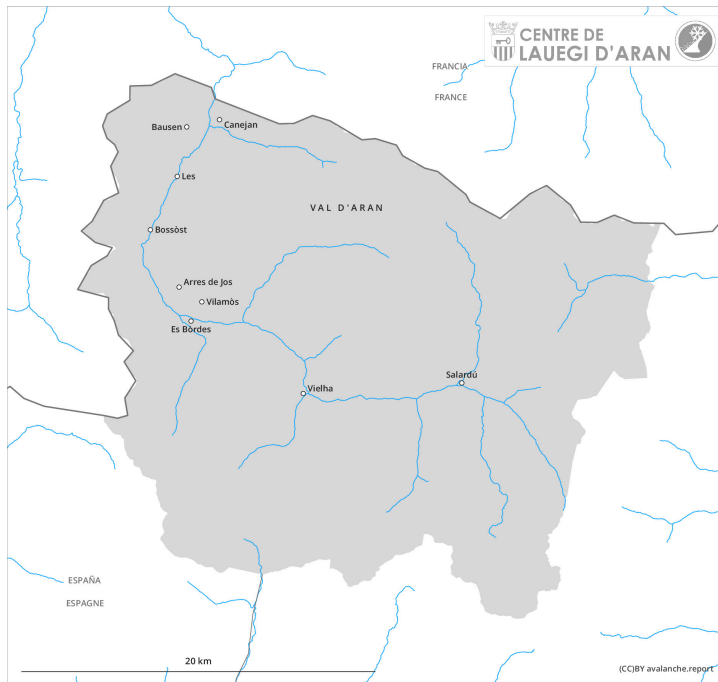 CENTRE DE
LAUEGI D'ARAN
FRANCIA
FRANCE
Canejan
Bausen
Les
VAL D'ARAN
Bossòst
Arres de Jos
Vilamòs
Es Bòrdes
Salardú
Vielha
ESPAÑA
ESPAGNE
20 km
(CC)BY avalanche.report